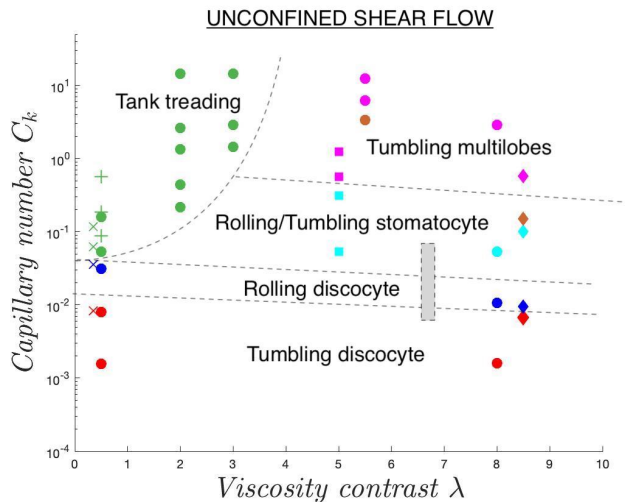 UNCONFINED SHEAR FLOW
Capillary number C_k
10^1
10^0
10^-1
10^-2
10^-3
10^-4
Tank treading
Tumbling multilobes
Rolling/Tumbling stomatocyte
Rolling discocyte
Tumbling discocyte
0 1 2 3 4 5 6 7 8 9 10
Viscosity contrast λ